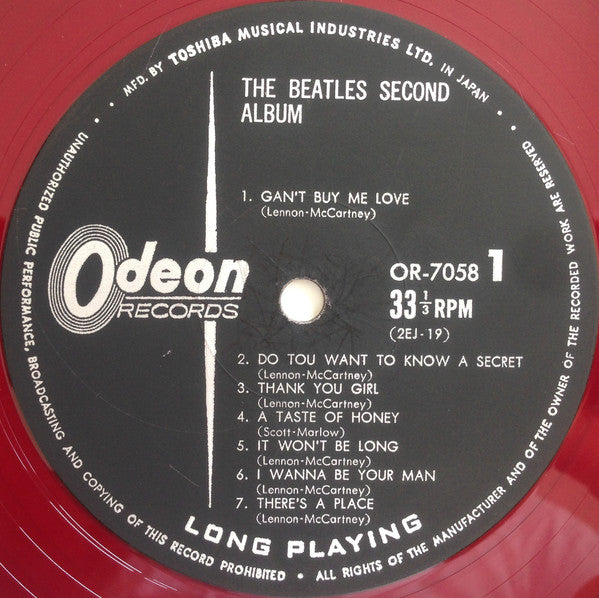 MFD. BY TOSHIBA MUSICAL INDUSTRIES LTD. IN JAPAN •
UNAUTHORIZED PUBLIC PERFORMANCE, BROADCASTING AND COPYING OF THIS RECORD PROHIBITED • ALL RIGHTS OF THE MANUFACTURER AND OF THE OWNER OF THE RECORDED WORK ARE RESERVED
THE BEATLES SECOND
ALBUM
1. GAN'T BUY ME LOVE
(Lennon-McCartney)
Odeon
RECORDS
OR-7058 1
33 1/3 RPM
(2EJ-19)
2. DO TOU WANT TO KNOW A SECRET
(Lennon-McCartney)
3. THANK YOU GIRL
(Lennon-McCartney)
4. A TASTE OF HONEY
(Scott-Marlow)
5. IT WON'T BE LONG
(Lennon-McCartney)
6. I WANNA BE YOUR MAN
(Lennon-McCartney)
7. THERE'S A PLACE
(Lennon-McCartney)
LONG PLAYING